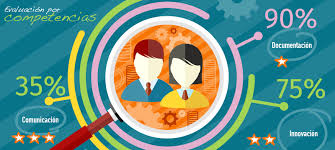 Evaluación por
competencias
90%
Documentación
35%
Comunicación
75%
Innovación